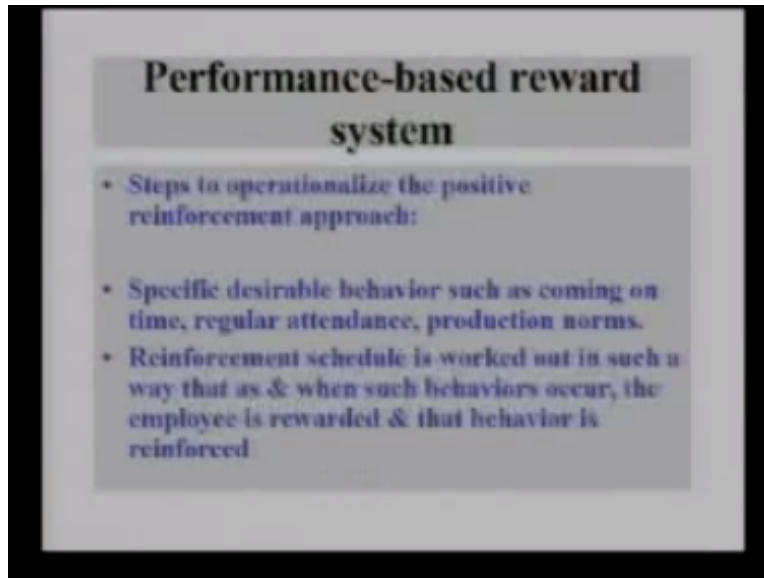 Performance-based reward
system
• Steps to operationalize the positive
reinforcement approach:
• Specific desirable behavior such as coming on
time, regular attendance, production norms.
• Reinforcement schedule is worked out in such a
way that as & when such behaviors occur, the
employee is rewarded & that behavior is
reinforced